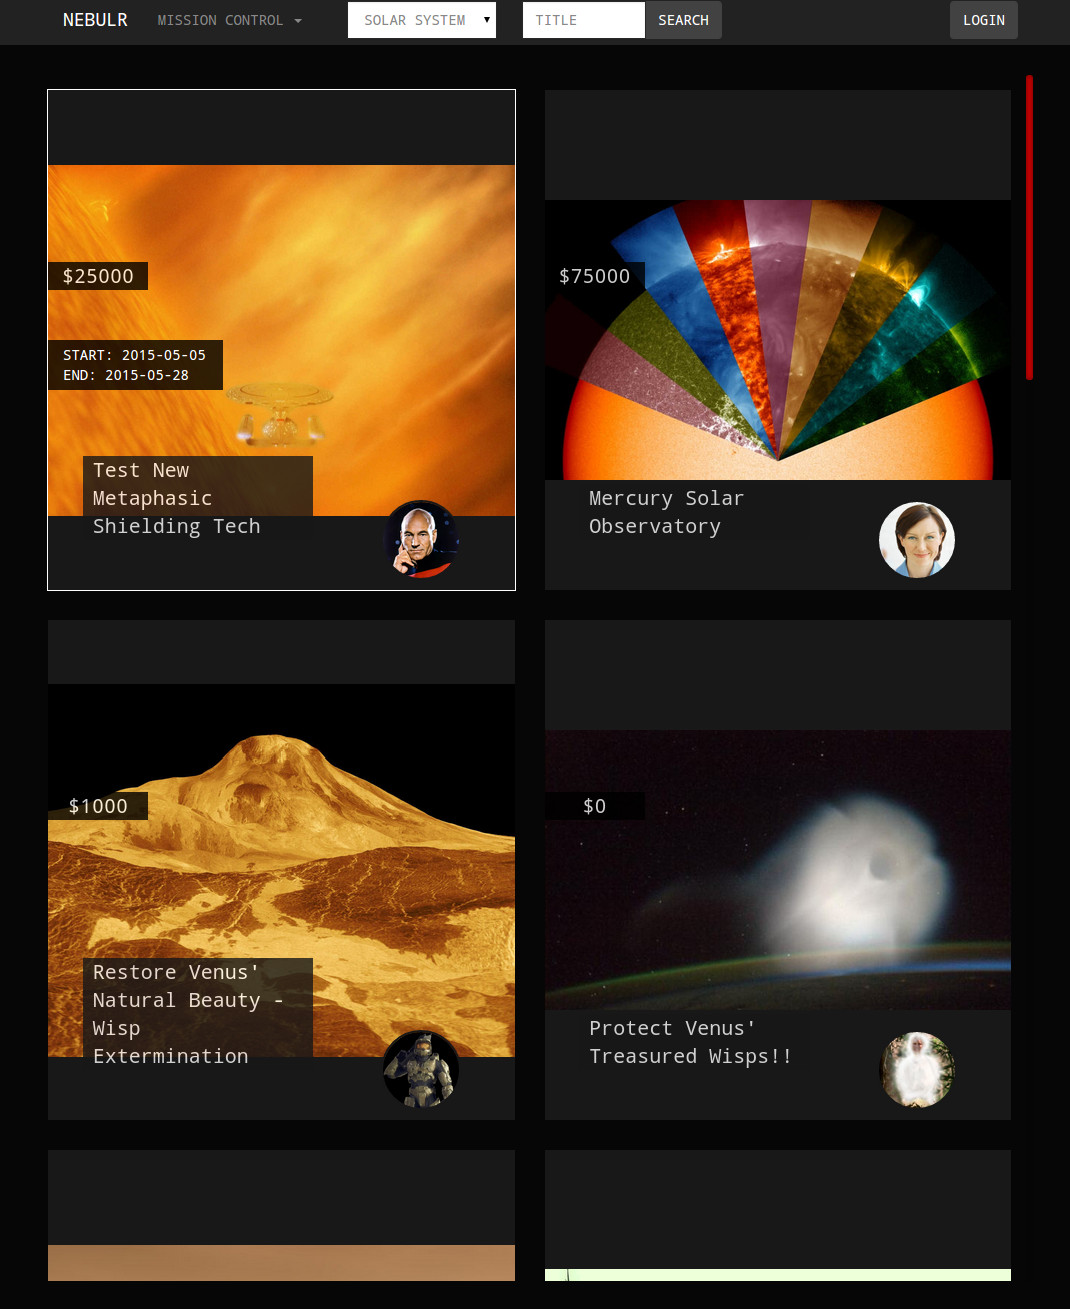 NEBULR MISSION CONTROL SOLAR SYSTEM TITLE SEARCH LOGIN
$25000
START: 2015-05-05
END: 2015-05-28
Test New
Metaphasic
Shielding Tech
$75000
Mercury Solar
Observatory
$1000
Restore Venus'
Natural Beauty -
Wisp
Extermination
$0
Protect Venus'
Treasured Wisps!!